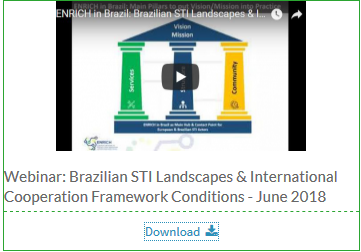 ENRICH in Brazil: Main Pillars to put Vision/Mission into Practice
ENRICH in Brazil: Brazilian STI Landscapes & I...
Vision
Mission
Services
Community
ENRICH in Brazil as Main Hub & Contact Point for
European & Brazilian STI Actors
ENRICH
Webinar: Brazilian STI Landscapes & International
Cooperation Framework Conditions - June 2018
Download